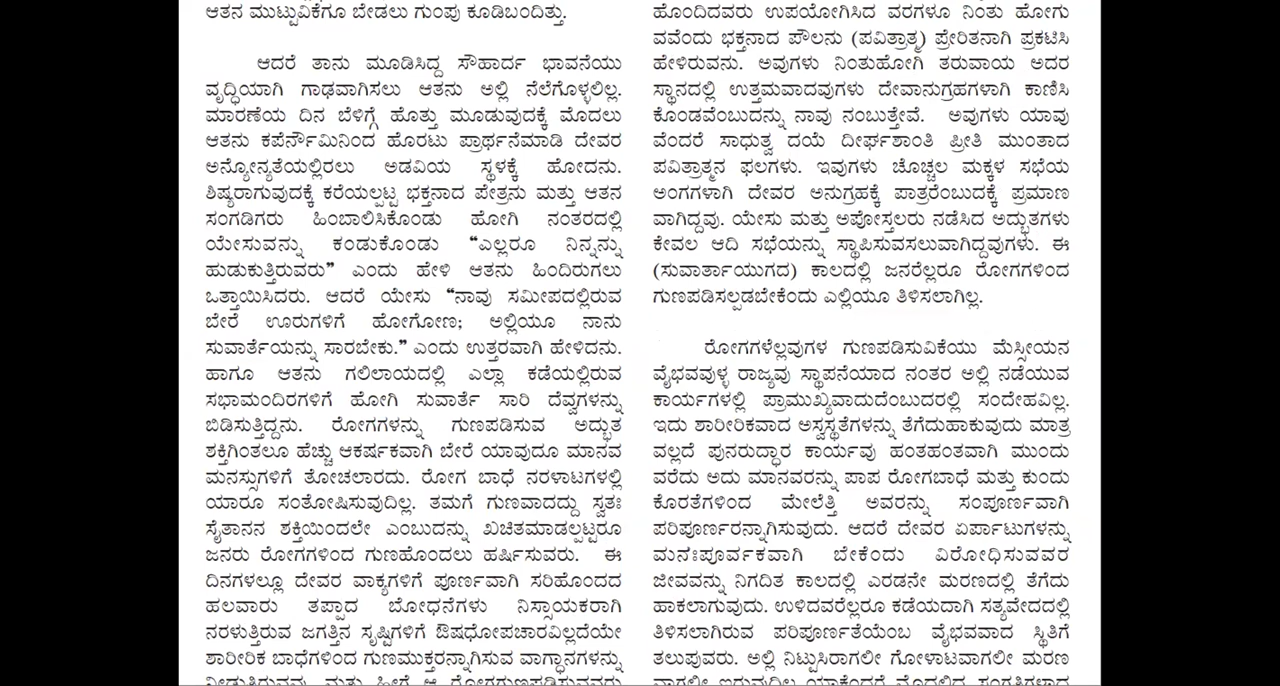 ಆತನ ಮುಟ್ಟುವಿಕೆಗೂ ಬೇಡಲು ಗುಂಪು ಕೂಡಿಬಂದಿತ್ತು.
ಆದರೆ ತಾನು ಮೂಡಿಸಿದ್ದ ಸೌಹಾರ್ದ ಭಾವನೆಯು
ವೃದ್ಧಿಯಾಗಿ ಗಾಢವಾಗಿಸಲು ಆತನು ಅಲ್ಲಿ ನೆಲೆಗೊಳ್ಳಲಿಲ್ಲ.
ಮಾರಣೆಯ ದಿನ ಬೆಳಿಗ್ಗೆ ಹೊತ್ತು ಮೂಡುವುದಕ್ಕೆ ಮೊದಲು
ಆತನು ಕಪೆರ್ನೌಮಿನಿಂದ ಹೊರಟು ಪ್ರಾರ್ಥನೆಮಾಡಿ ದೇವರ
ಅನ್ಯೋನ್ಯತೆಯಲ್ಲಿರಲು ಅಡವಿಯ ಸ್ಥಳಕ್ಕೆ ಹೋದನು.
ಶಿಷ್ಯರಾಗುವುದಕ್ಕೆ ಕರೆಯಲ್ಪಟ್ಟ ಭಕ್ತನಾದ ಪೇತ್ರನು ಮತ್ತು ಆತನ
ಸಂಗಡಿಗರು ಹಿಂಬಾಲಿಸಿಕೊಂಡು ಹೋಗಿ ನಂತರದಲ್ಲಿ
ಯೇಸುವನ್ನು ಕಂಡುಕೊಂಡು “ಎಲ್ಲರೂ ನಿನ್ನನ್ನು
ಹುಡುಕುತ್ತಿರುವರು” ಎಂದು ಹೇಳಿ ಆತನು ಹಿಂದಿರುಗಲು
ಒತ್ತಾಯಿಸಿದರು. ಆದರೆ ಯೇಸು “ನಾವು ಸಮೀಪದಲ್ಲಿರುವ
ಬೇರೆ ಊರುಗಳಿಗೆ ಹೋಗೋಣ; ಅಲ್ಲಿಯೂ ನಾನು
ಸುವಾರ್ತೆಯನ್ನು ಸಾರಬೇಕು.” ಎಂದು ಉತ್ತರವಾಗಿ ಹೇಳಿದನು.
ಹಾಗೂ ಆತನು ಗಲಿಲಾಯದಲ್ಲಿ ಎಲ್ಲಾ ಕಡೆಯಲ್ಲಿರುವ
ಸಭಾಮಂದಿರಗಳಿಗೆ ಹೋಗಿ ಸುವಾರ್ತೆ ಸಾರಿ ದೆವ್ವಗಳನ್ನು
ಬಿಡಿಸುತ್ತಿದ್ದನು. ರೋಗಗಳನ್ನು ಗುಣಪಡಿಸುವ ಅದ್ಭುತ
ಶಕ್ತಿಗಿಂತಲೂ ಹೆಚ್ಚು ಆಕರ್ಷಕವಾಗಿ ಬೇರೆ ಯಾವುದೂ ಮಾನವ
ಮನಸ್ಸುಗಳಿಗೆ ತೋಚಲಾರದು. ರೋಗ ಬಾಧೆ ನರಳಾಟಗಳಲ್ಲಿ
ಯಾರೂ ಸಂತೋಷಿಸುವುದಿಲ್ಲ. ತಮಗೆ ಗುಣವಾದದ್ದು ಸ್ವತಃ
ಸೈತಾನನ ಶಕ್ತಿಯಿಂದಲೇ ಎಂಬುದನ್ನು ಖಚಿತಮಾಡಲ್ಪಟ್ಟರೂ
ಜನರು ರೋಗಗಳಿಂದ ಗುಣಹೊಂದಲು ಹರ್ಷಿಸುವರು. ಈ
ದಿನಗಳಲ್ಲೂ ದೇವರ ವಾಕ್ಯಗಳಿಗೆ ಪೂರ್ಣವಾಗಿ ಸರಿಹೊಂದದ
ಹಲವಾರು ತಪ್ಪಾದ ಬೋಧನೆಗಳು ನಿಸ್ಸಾಯಕರಾಗಿ
ನರಳುತ್ತಿರುವ ಜಗತ್ತಿನ ಸೃಷ್ಟಿಗಳಿಗೆ ಔಷಧೋಪಚಾರವಿಲ್ಲದೆಯೇ
ಶಾರೀರಿಕ ಬಾಧೆಗಳಿಂದ ಗುಣಮುಕ್ತರನ್ನಾಗಿಸುವ ವಾಗ್ಧಾನಗಳನ್ನು
ಹೊಂದಿದವರು ಉಪಯೋಗಿಸಿದ ವರಗಳೂ ನಿಂತು ಹೋಗು
ವವೆಂದು ಭಕ್ತನಾದ ಪೌಲನು (ಪವಿತ್ರಾತ್ಮ) ಪ್ರೇರಿತನಾಗಿ ಪ್ರಕಟಿಸಿ
ಹೇಳಿರುವನು. ಅವುಗಳು ನಿಂತುಹೋಗಿ ತರುವಾಯ ಅದರ
ಸ್ಥಾನದಲ್ಲಿ ಉತ್ತಮವಾದವುಗಳು ದೇವಾನುಗ್ರಹಗಳಾಗಿ ಕಾಣಿಸಿ
ಕೊಂಡವೆಂಬುದನ್ನು ನಾವು ನಂಬುತ್ತೇವೆ. ಅವುಗಳು ಯಾವು
ವೆಂದರೆ ಸಾಧುತ್ವ ದಯೆ ದೀರ್ಘಶಾಂತಿ ಪ್ರೀತಿ ಮುಂತಾದ
ಪವಿತ್ರಾತ್ಮನ ಫಲಗಳು. ಇವುಗಳು ಚೊಚ್ಚಲ ಮಕ್ಕಳ ಸಭೆಯ
ಅಂಗಗಳಾಗಿ ದೇವರ ಅನುಗ್ರಹಕ್ಕೆ ಪಾತ್ರರೆಂಬುದಕ್ಕೆ ಪ್ರಮಾಣ
ವಾಗಿದ್ದವು. ಯೇಸು ಮತ್ತು ಅಪೋಸ್ತಲರು ನಡೆಸಿದ ಅದ್ಭುತಗಳು
ಕೇವಲ ಆದಿ ಸಭೆಯನ್ನು ಸ್ಥಾಪಿಸುವಸಲುವಾಗಿದ್ದವುಗಳು. ಈ
(ಸುವಾರ್ತಾಯುಗದ) ಕಾಲದಲ್ಲಿ ಜನರೆಲ್ಲರೂ ರೋಗಗಳಿಂದ
ಗುಣಪಡಿಸಲ್ಪಡಬೇಕೆಂದು ಎಲ್ಲಿಯೂ ತಿಳಿಸಲಾಗಿಲ್ಲ.
ರೋಗಗಳೆಲ್ಲವುಗಳ ಗುಣಪಡಿಸುವಿಕೆಯು ಮೆಸ್ಸೀಯನ
ವೈಭವವುಳ್ಳ ರಾಜ್ಯವು ಸ್ಥಾಪನೆಯಾದ ನಂತರ ಅಲ್ಲಿ ನಡೆಯುವ
ಕಾರ್ಯಗಳಲ್ಲಿ ಪ್ರಾಮುಖ್ಯವಾದುದೆಂಬುದರಲ್ಲಿ ಸಂದೇಹವಿಲ್ಲ.
ಇದು ಶಾರೀರಿಕವಾದ ಅಸ್ವಸ್ಥತೆಗಳನ್ನು ತೆಗೆದುಹಾಕುವುದು ಮಾತ್ರ
ವಲ್ಲದೆ ಪುನರುದ್ಧಾರ ಕಾರ್ಯವು ಹಂತಹಂತವಾಗಿ ಮುಂದು
ವರೆದು ಅದು ಮಾನವರನ್ನು ಪಾಪ ರೋಗಬಾಧೆ ಮತ್ತು ಕುಂದು
ಕೊರತೆಗಳಿಂದ ಮೇಲೆತ್ತಿ ಅವರನ್ನು ಸಂಪೂರ್ಣವಾಗಿ
ಪರಿಪೂರ್ಣರನ್ನಾಗಿಸುವುದು. ಆದರೆ ದೇವರ ಏರ್ಪಾಟುಗಳನ್ನು
ಮನಃಪೂರ್ವಕವಾಗಿ ಬೇಕೆಂದು ವಿರೋಧಿಸುವವರ
ಜೀವವನ್ನು ನಿಗದಿತ ಕಾಲದಲ್ಲಿ ಎರಡನೇ ಮರಣದಲ್ಲಿ ತೆಗೆದು
ಹಾಕಲಾಗುವುದು. ಉಳಿದವರೆಲ್ಲರೂ ಕಡೆಯದಾಗಿ ಸತ್ಯವೇದದಲ್ಲಿ
ತಿಳಿಸಲಾಗಿರುವ ಪರಿಪೂರ್ಣತೆಯೆಂಬ ವೈಭವವಾದ ಸ್ಥಿತಿಗೆ
ತಲುಪುವರು. ಅಲ್ಲಿ ನಿಟ್ಟುಸಿರಾಗಲೀ ಗೋಳಾಟವಾಗಲೀ ಮರಣ